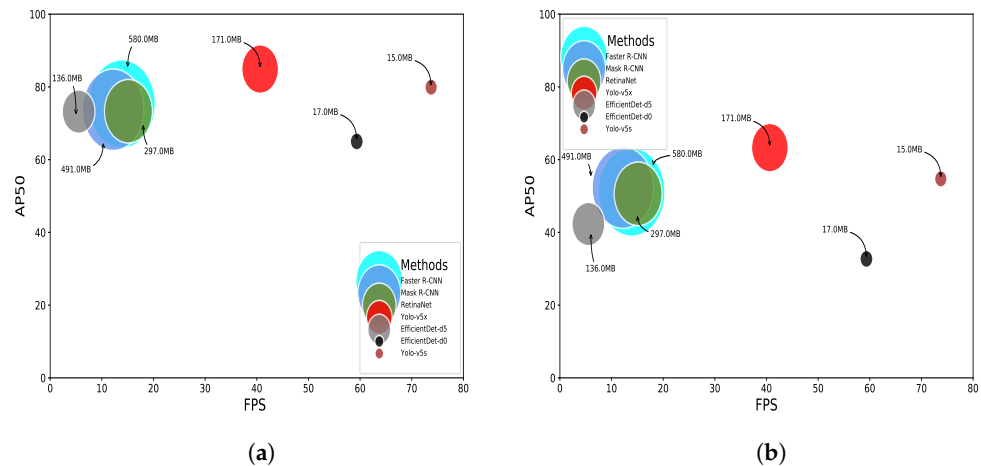 100
80
60
40
20
0
AP50
0 10 20 30 40 50 60 70 80
FPS
580.0MB
171.0MB
15.0MB
136.0MB
17.0MB
491.0MB
297.0MB
Methods
Faster R-CNN
Mask R-CNN
RetinaNet
Yolo-v5x
EfficientDet-d5
EfficientDet-d0
Yolo-v5s
(a)
100
80
60
40
20
0
AP50
0 10 20 30 40 50 60 70 80
FPS
Methods
Faster R-CNN
Mask R-CNN
RetinaNet
Yolo-v5x
EfficientDet-d5
EfficientDet-d0
Yolo-v5s
171.0MB
491.0MB
580.0MB
15.0MB
297.0MB
17.0MB
136.0MB
(b)